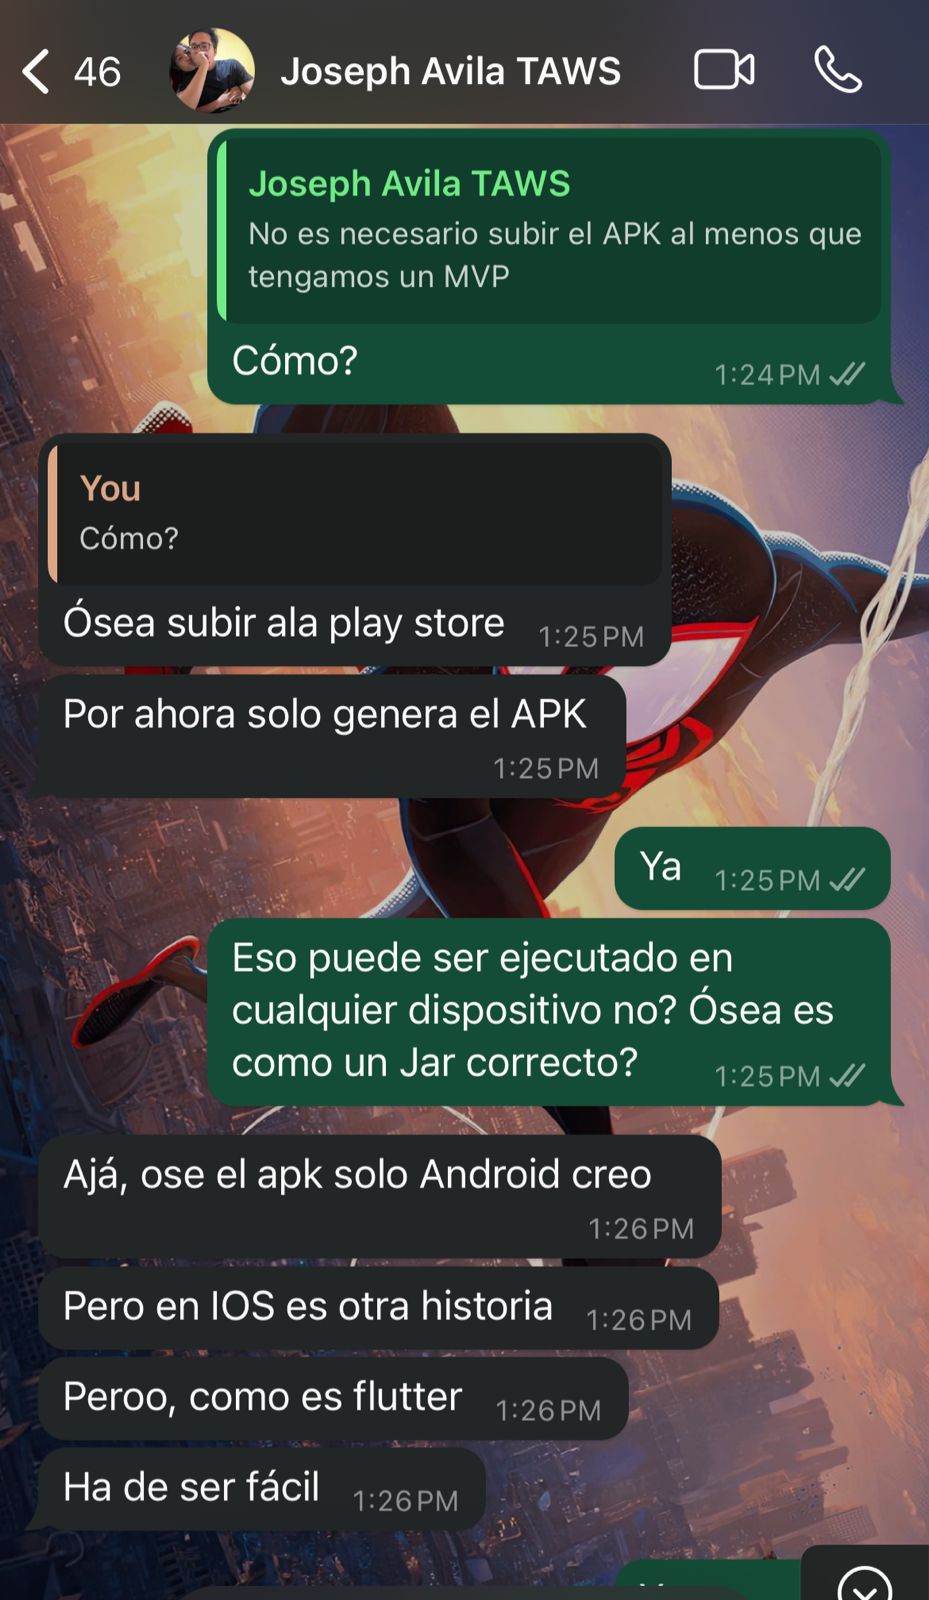 46
Joseph Avila TAWS
Joseph Avila TAWS
No es necesario subir el APK al menos que
tengamos un MVP
Cómo?
1:24 PM
You
Cómo?
Ósea subir ala play store
1:25 PM
Por ahora solo genera el APK
1:25 PM
Ya
1:25 PM
Eso puede ser ejecutado en
cualquier dispositivo no? Ósea es
como un Jar correcto?
1:25 PM
Ajá, ose el apk solo Android creo
1:26 PM
Pero en IOS es otra historia
1:26 PM
Peroo, como es flutter
1:26 PM
Ha de ser fácil
1:26 PM